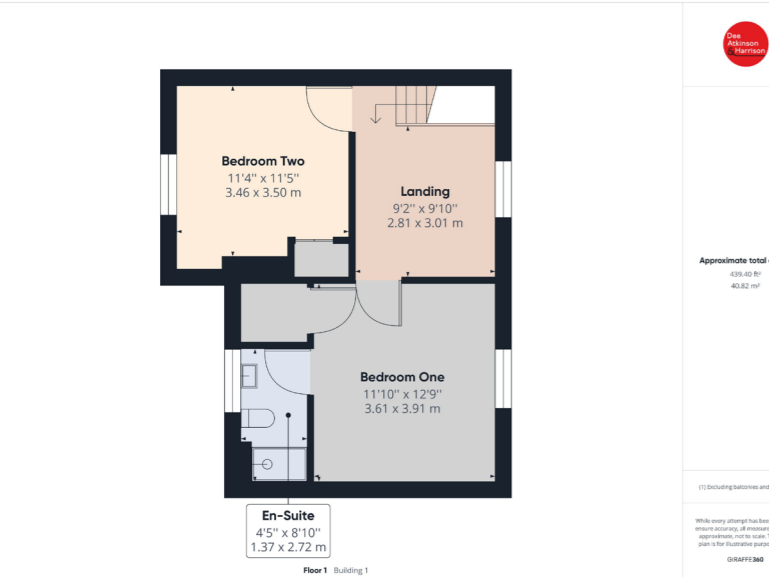 Bedroom Two
11'4" x 11'5"
3.46 x 3.50 m
Landing
9'2" x 9'10"
2.81 x 3.01 m
Bedroom One
11'10" x 12'9"
3.61 x 3.91 m
En-Suite
4'5" x 8'10"
1.37 x 2.72 m
Floor 1 Building 1
Dee
Atkinson
& Harrison
Approximate total
439.40 ft²
40.82 m²
(1) Excluding balconies and
While every attempt has bee
ensure accuracy, all measure
approximate, not to scale. T
plan is for illustrative purpo
GIRAFFE360